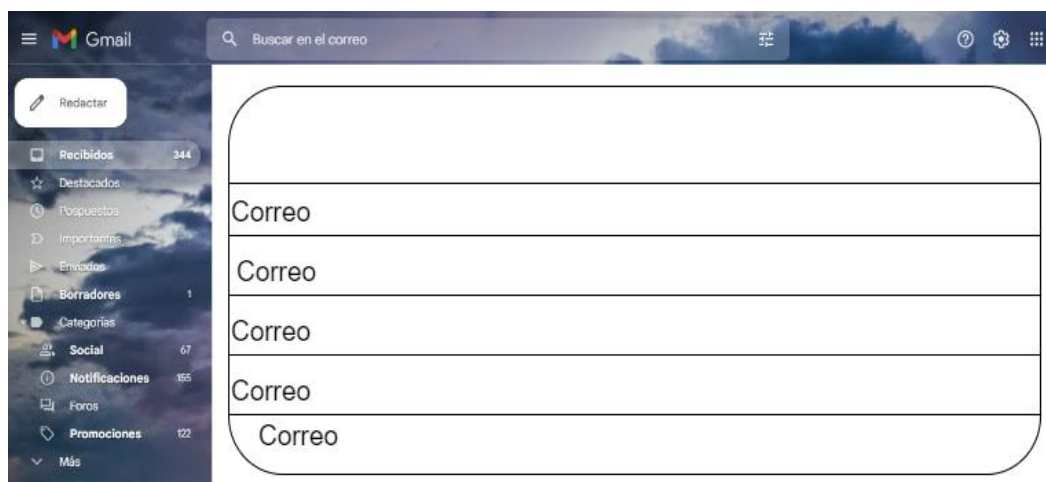 Gmail
Buscar en el correo
Redactar
Recibidos 344
Destacados
Pospuestos
Importantes
Enviados
Borradores 1
Categorías
Social 67
Notificaciones 155
Foros
Promociones 122
Más
Correo
Correo
Correo
Correo
Correo